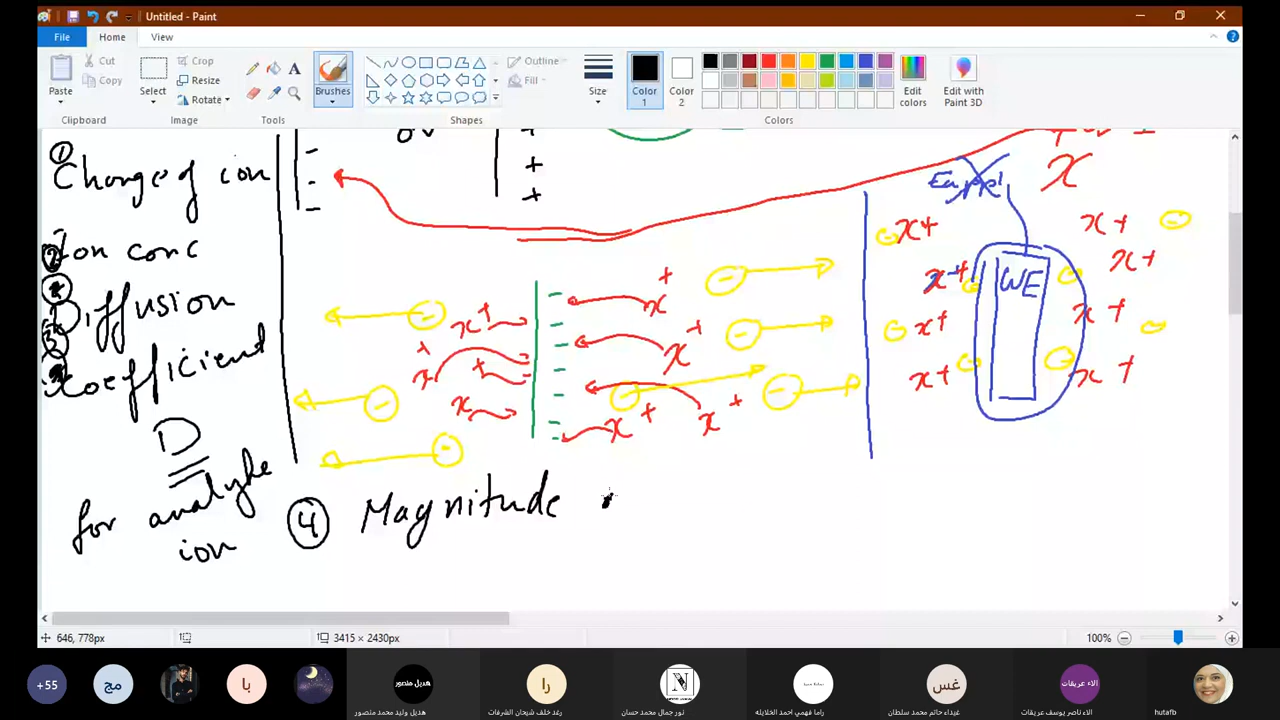 Untitled - Paint
File Home View
Paste
Cut
Copy
Clipboard
Select
Crop
Resize
Rotate
Image
Tools
Brushes
Shapes
Outline
Fill
Size
Color 1
Color 2
Edit colors
Colors
Edit with Paint 3D
+
+
+
x
① Charge of ion
② Ion conc
③ Diffusion
coefficient
D
for analyte
ion
④ Magnitude
x+ x+
x+ x+
x+ x+
x+ x+
WE
x+ x+
x+ x+
x x+
x+
646, 778px
3415 × 2430px
100%
+55
مج
با
هديل منصور
هديل وليد محمد منصور
را
رغد خلف شيحان الشرفات
N
نور جمال محمد حسان
راما فهمي احمد الخلايله
غس
غيداء حاتم محمد سلطان
الاء عريقات
الاء ناصر يوسف عريقات
hutafb